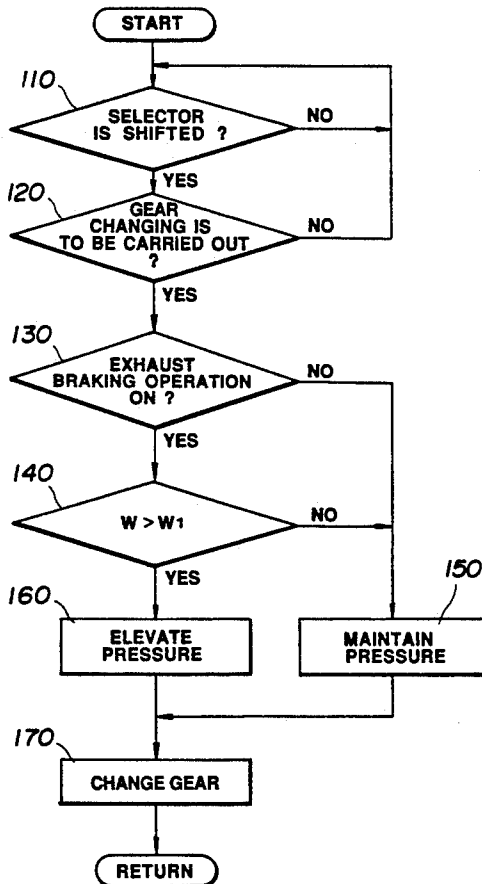 START
110
SELECTOR
IS SHIFTED ?
NO
YES
120
GEAR
CHANGING IS
TO BE CARRIED OUT
?
NO
YES
130
EXHAUST
BRAKING OPERATION
ON ?
NO
YES
140
W > W1
NO
YES
160
ELEVATE
PRESSURE
150
MAINTAIN
PRESSURE
170
CHANGE GEAR
RETURN